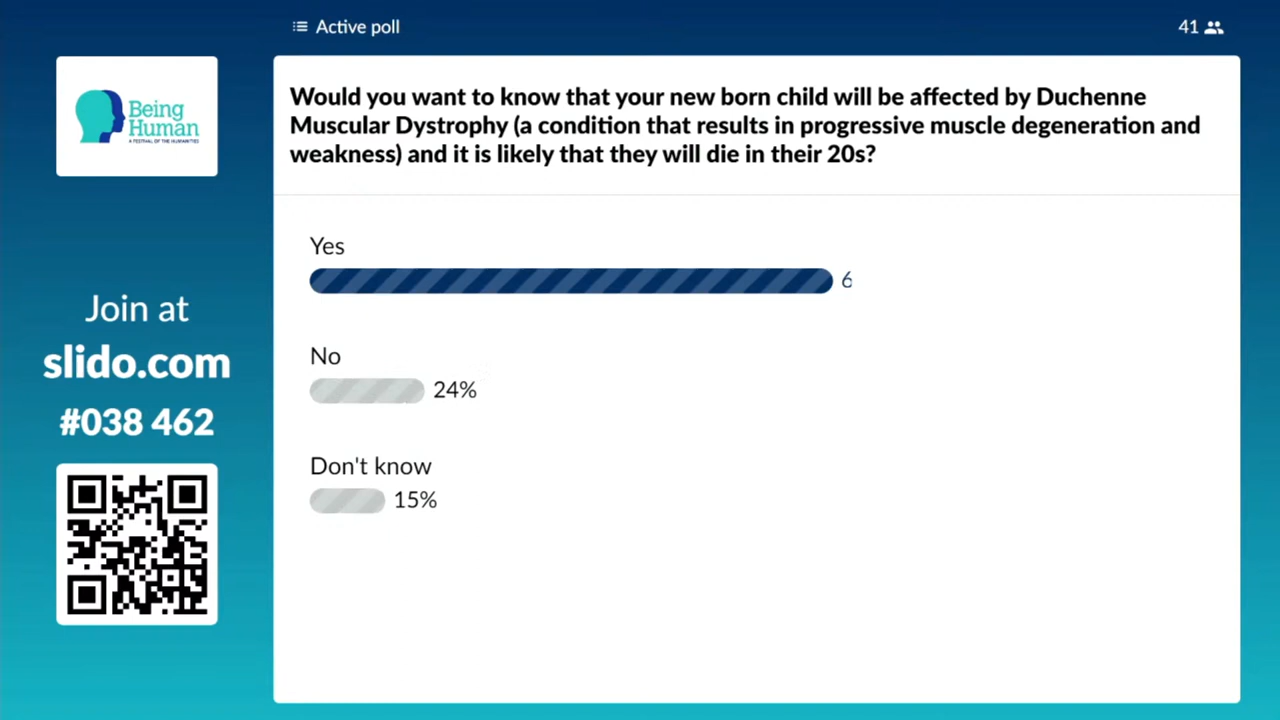 Active poll
41
Being
Human
A FESTIVAL OF THE HUMANITIES
Would you want to know that your new born child will be affected by Duchenne
Muscular Dystrophy (a condition that results in progressive muscle degeneration and
weakness) and it is likely that they will die in their 20s?
Yes
6
No
24%
Don't know
15%
Join at
slido.com
#038 462